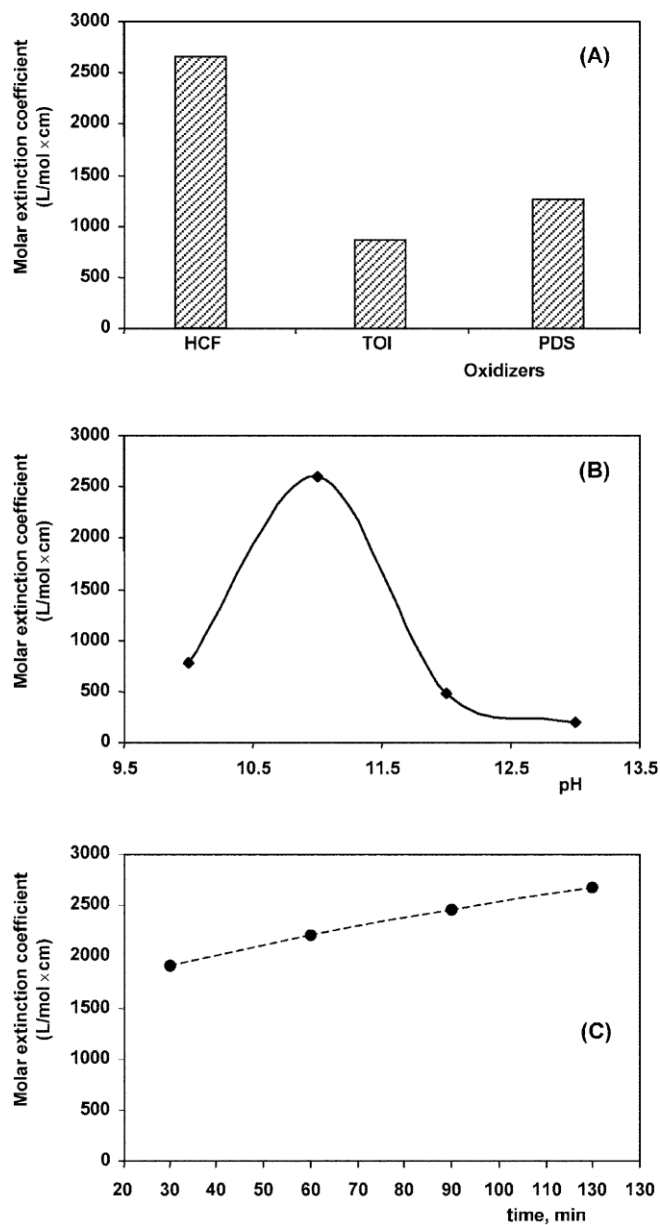 Molar extinction coefficient
(L/mol×cm)
3000
2500
2000
1500
1000
500
0
(A)
HCF TOI PDS
Oxidizers
Molar extinction coefficient
(L/mol×cm)
3000
2500
2000
1500
1000
500
0
(B)
9.5 10.5 11.5 12.5 13.5
pH
Molar extinction coefficient
(L/mol×cm)
3000
2500
2000
1500
1000
500
0
(C)
20 30 40 50 60 70 80 90 100 110 130 130
time, min